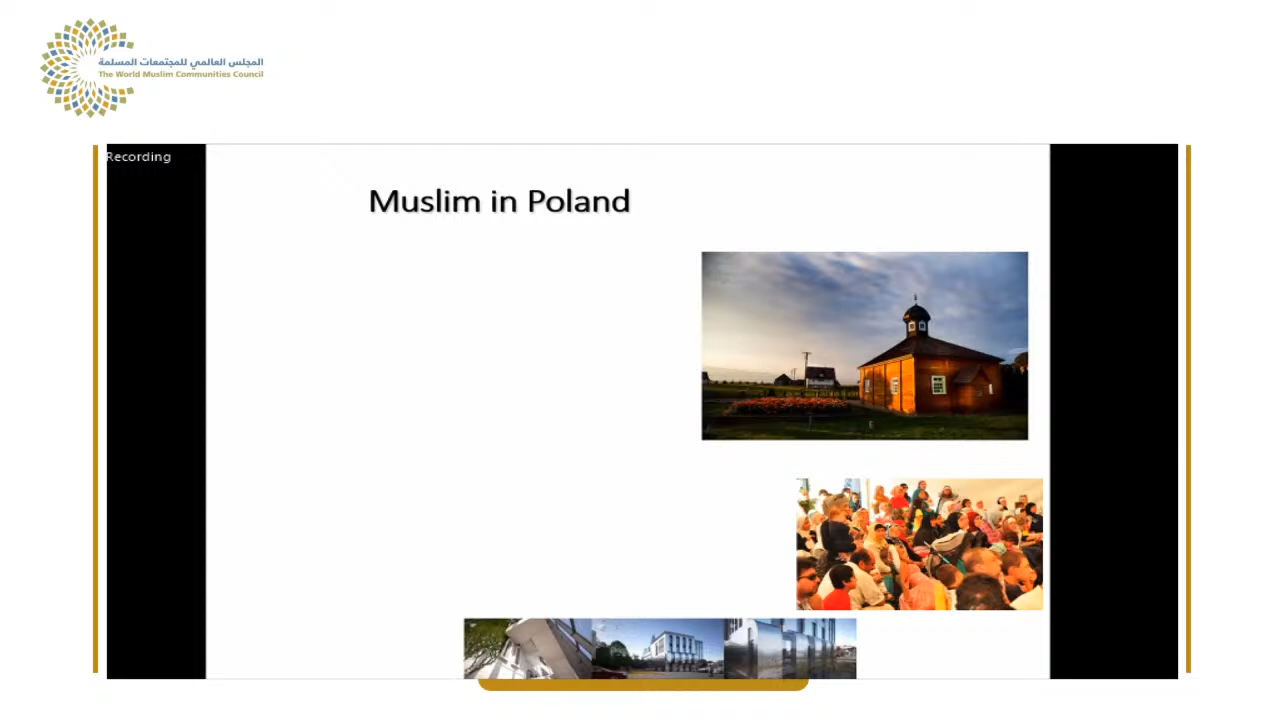 المجلس العالمي للمجتمعات المسلمة
The World Muslim Communities Council
Recording
Muslim in Poland